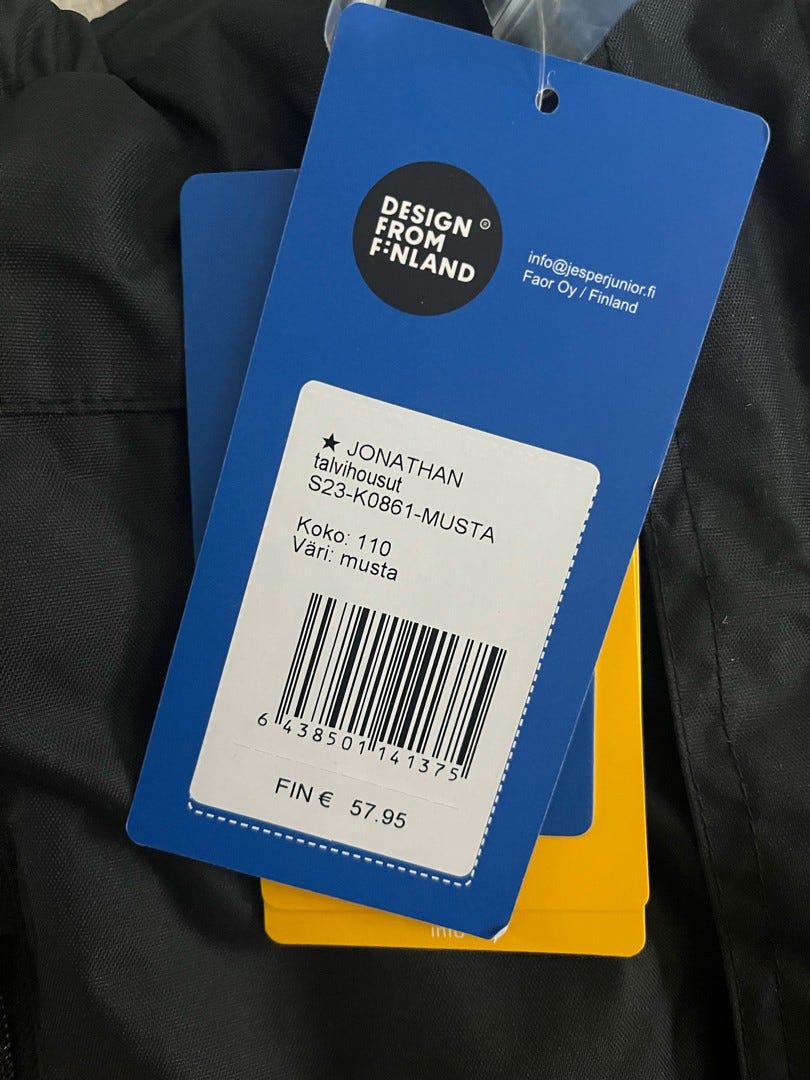 DESIGN ®
FROM
FINLAND
info@jesperjunior.fi
Faor Oy / Finland
★ JONATHAN
talvihousut
S23-K0861-MUSTA
Koko: 110
Väri: musta
6 438501 141375
FIN € 57.95